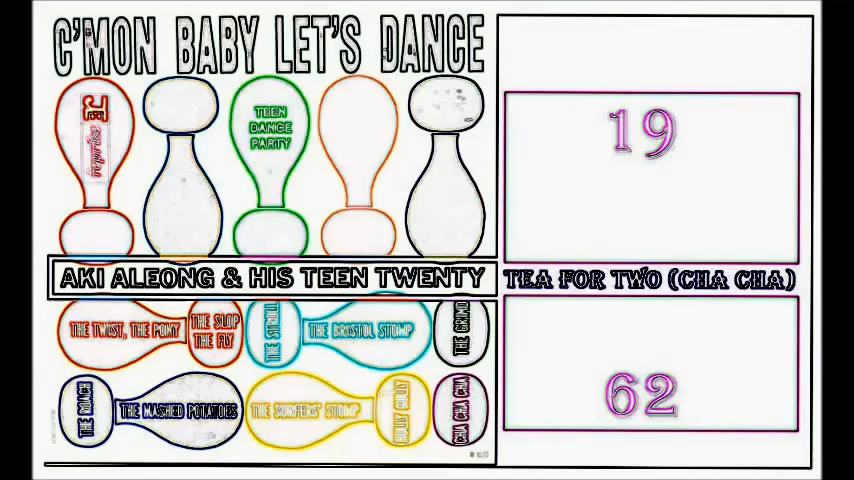 C'MON BABY LET'S DANCE
reprise
TEEN
DANCE
PARTY
19
AKI ALEONG & HIS TEEN TWENTY
TEA FOR TWO (CHA CHA)
THE TWIST, THE PONY
THE SLOP
THE FLY
THE STROLL
THE BRISTOL STOMP
THE GRIND
THE ROACH
THE MASHED POTATOES
THE SURFERS' STOMP
HULLY GULLY
CHA CHA CHA
62